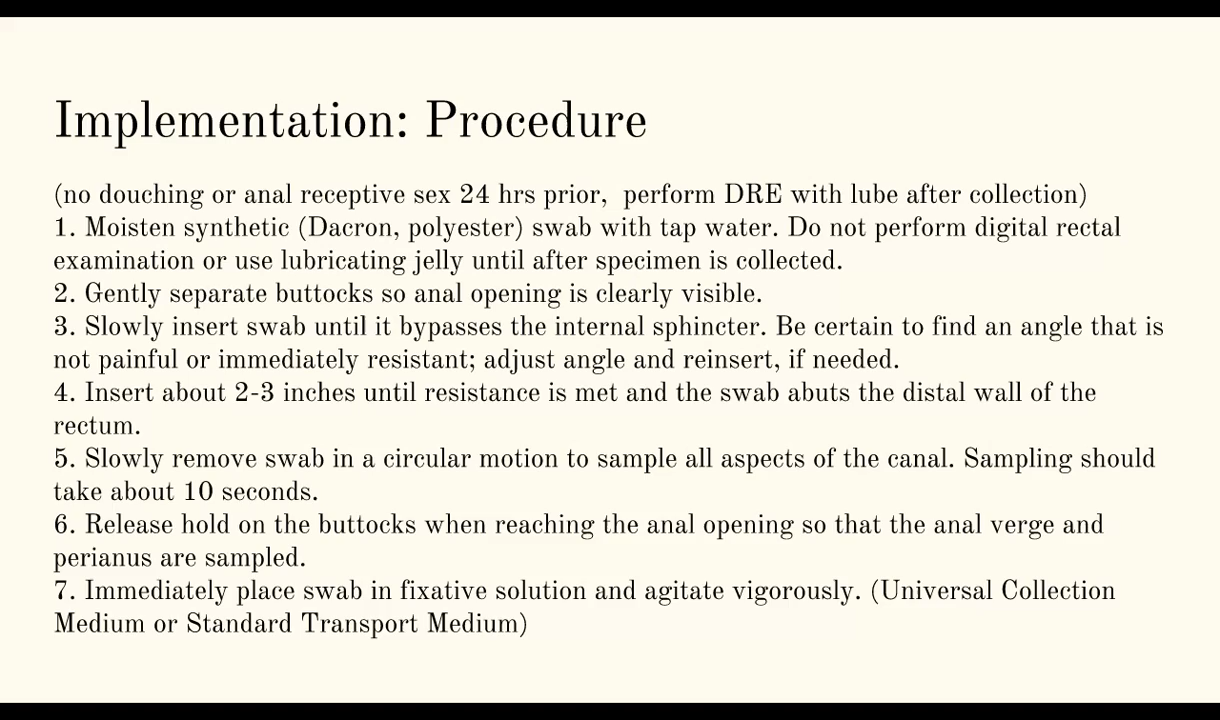 Implementation: Procedure
(no douching or anal receptive sex 24 hrs prior,  perform DRE with lube after collection)
1. Moisten synthetic (Dacron, polyester) swab with tap water. Do not perform digital rectal
examination or use lubricating jelly until after specimen is collected.
2. Gently separate buttocks so anal opening is clearly visible.
3. Slowly insert swab until it bypasses the internal sphincter. Be certain to find an angle that is
not painful or immediately resistant; adjust angle and reinsert, if needed.
4. Insert about 2-3 inches until resistance is met and the swab abuts the distal wall of the
rectum.
5. Slowly remove swab in a circular motion to sample all aspects of the canal. Sampling should
take about 10 seconds.
6. Release hold on the buttocks when reaching the anal opening so that the anal verge and
perianus are sampled.
7. Immediately place swab in fixative solution and agitate vigorously. (Universal Collection
Medium or Standard Transport Medium)